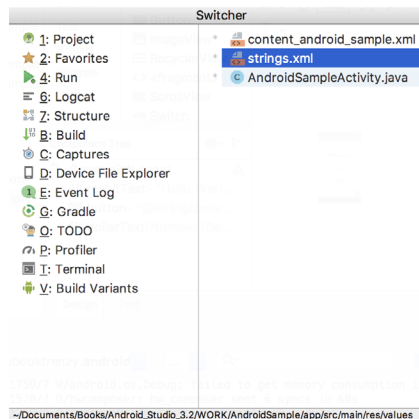 Switcher
1: Project
2: Favorites
4: Run
6: Logcat
7: Structure
B: Build
C: Captures
D: Device File Explorer
E: Event Log
G: Gradle
O: TODO
P: Profiler
T: Terminal
V: Build Variants
content_android_sample.xml
strings.xml
AndroidSampleActivity.java
~/Documents/Books/Android_Studio_3.2/WORK/AndroidSample/app/src/main/res/values